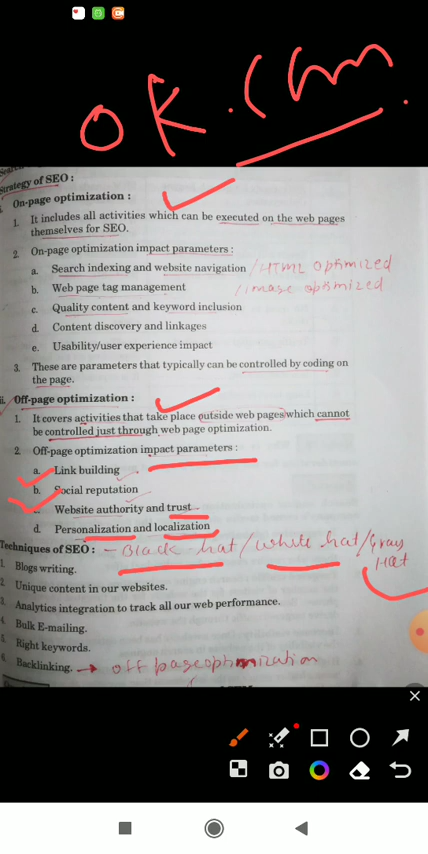 OK.
Strategy of SEO :
i. On-page optimization :
1. It includes all activities which can be executed on the web pages
themselves for SEO.
2. On-page optimization impact parameters :
a. Search indexing and website navigation /HTML optimized
b. Web page tag management /image optimized
c. Quality content and keyword inclusion
d. Content discovery and linkages
e. Usability/user experience impact
3. These are parameters that typically can be controlled by coding on
the page.
ii. Off-page optimization :
1. It covers activities that take place outside web pages which cannot
be controlled just through web page optimization.
2. Off-page optimization impact parameters :
a. Link building
b. Social reputation
Website authority and trust
d. Personalization and localization
Techniques of SEO : - Black hat/white hat/Gray
Hat
1. Blogs writing.
2. Unique content in our websites.
3. Analytics integration to track all our web performance.
4. Bulk E-mailing.
5. Right keywords.
6. Backlinking. → off page optimization